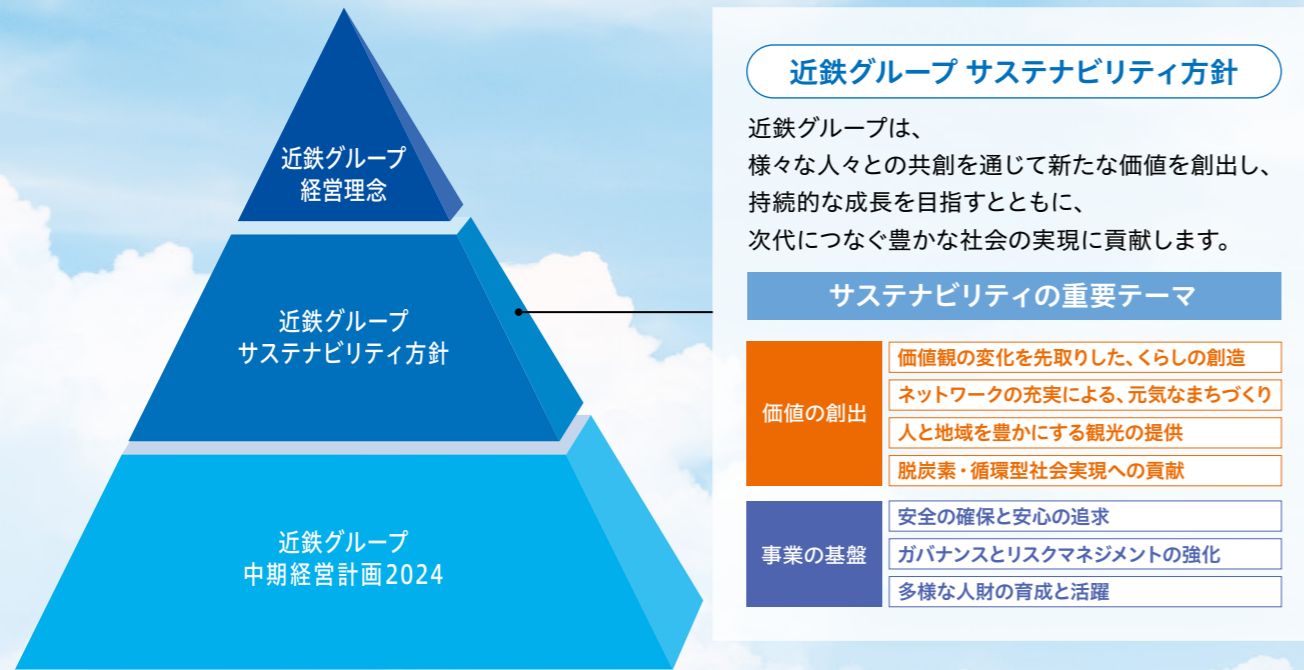 近鉄グループ
経営理念
近鉄グループ
サステナビリティ方針
近鉄グループ
中期経営計画2024
近鉄グループ サステナビリティ方針
近鉄グループは、
様々な人々との共創を通じて新たな価値を創出し、
持続的な成長を目指すとともに、
次代につなぐ豊かな社会の実現に貢献します。
サステナビリティの重要テーマ
価値の創出
価値観の変化を先取りした、くらしの創造
ネットワークの充実による、元気なまちづくり
人と地域を豊かにする観光の提供
脱炭素・循環型社会実現への貢献
事業の基盤
安全の確保と安心の追求
ガバナンスとリスクマネジメントの強化
多様な人財の育成と活躍